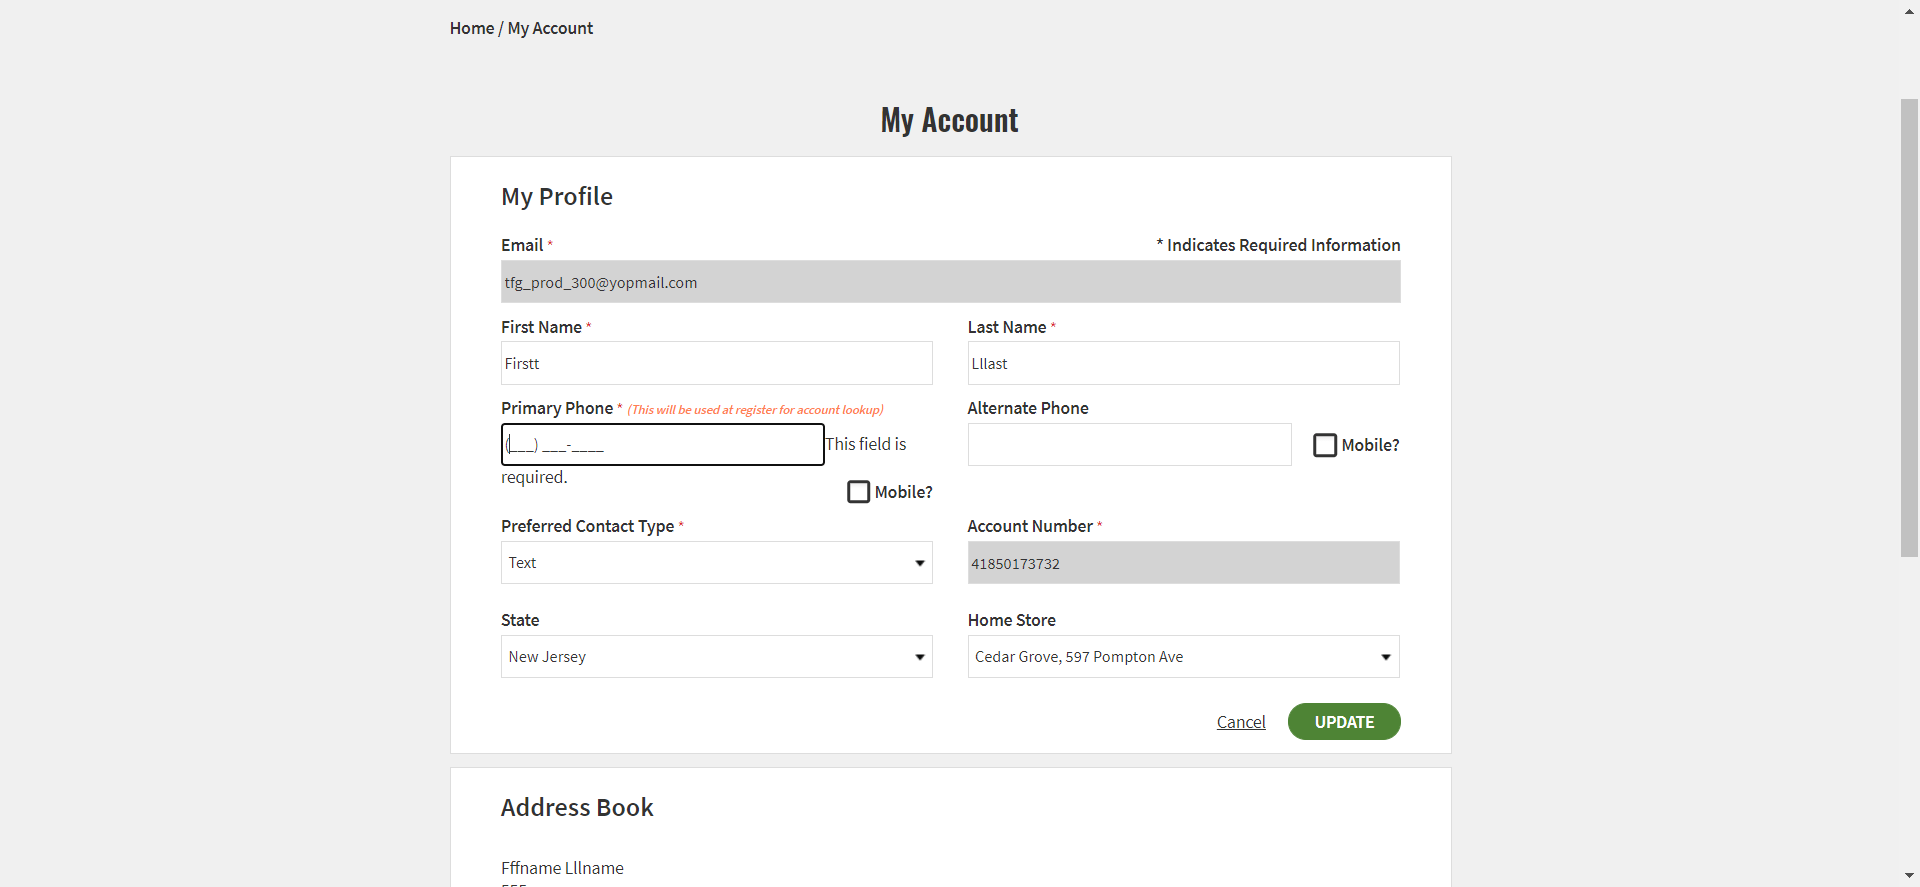 Home / My Account
My Account
My Profile
Email *
* Indicates Required Information
tfg_prod_300@yopmail.com
First Name *
Last Name *
Firstt
Lllast
Primary Phone * (This will be used at register for account lookup)
Alternate Phone
(___) ___-____
This field is
required.
Mobile?
Mobile?
Preferred Contact Type *
Account Number *
Text
41850173732
State
Home Store
New Jersey
Cedar Grove, 597 Pompton Ave
Cancel
UPDATE
Address Book
Fffname Lllname